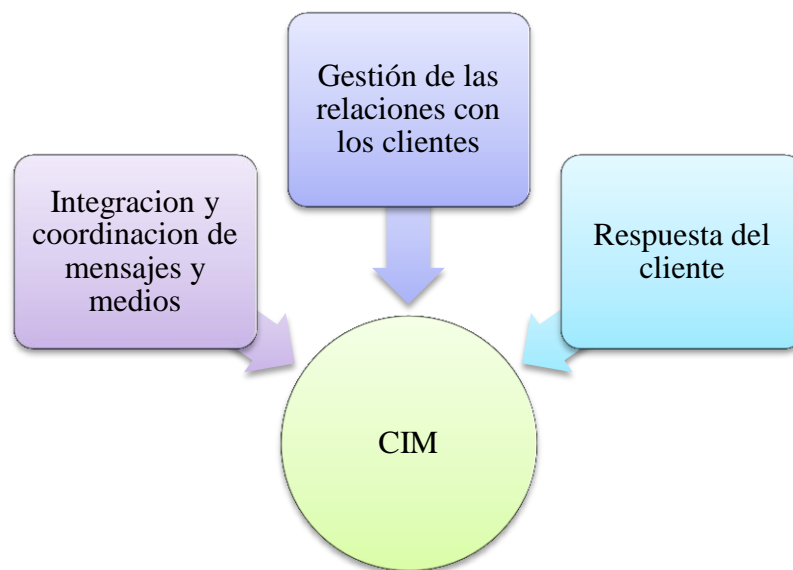 Gestión de las
relaciones con
los clientes
Integracion y
coordinacion de
mensajes y
medios
Respuesta del
cliente
CIM